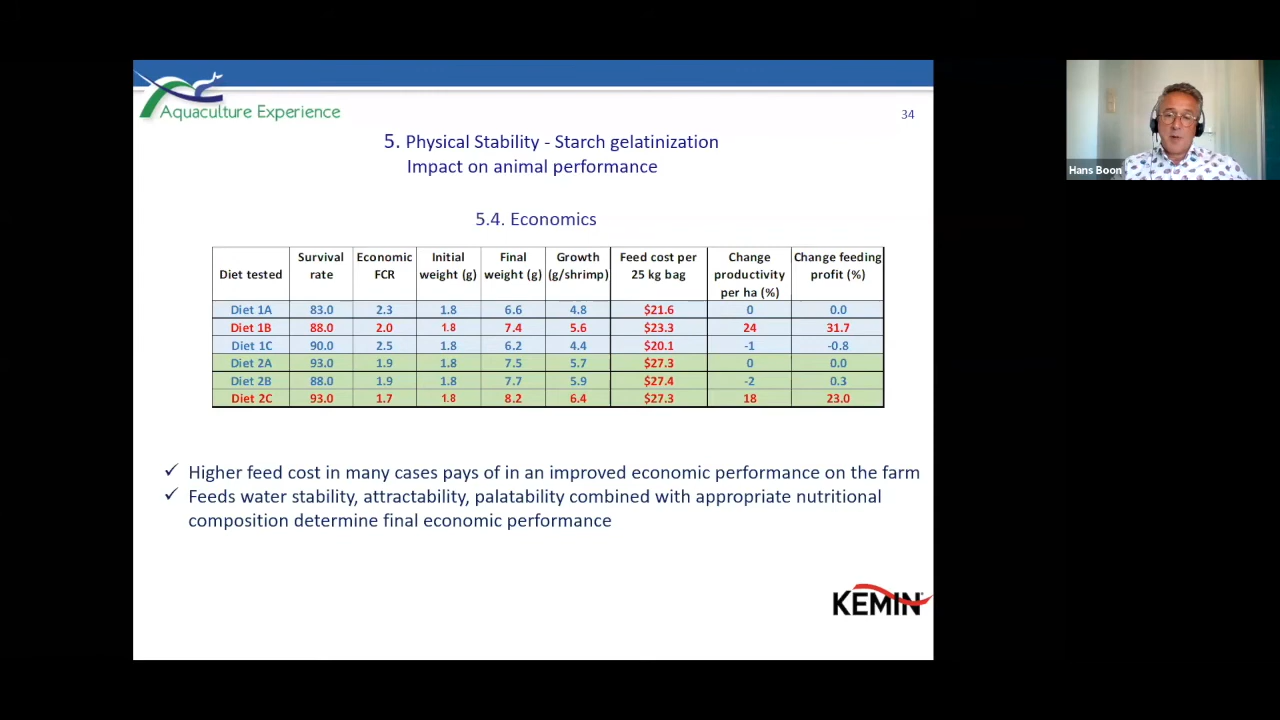 Aquaculture Experience
34
5. Physical Stability - Starch gelatinization
Impact on animal performance
5.4. Economics
Diet tested Survival rate Economic FCR Initial weight (g) Final weight (g) Growth (g/shrimp) Feed cost per 25 kg bag Change productivity per ha (%) Change feeding profit (%)
Diet 1A 83.0 2.3 1.8 6.6 4.8 $21.6 0 0.0
Diet 1B 88.0 2.0 1.8 7.4 5.6 $23.3 24 31.7
Diet 1C 90.0 2.5 1.8 6.2 4.4 $20.1 -1 -0.8
Diet 2A 93.0 1.9 1.8 7.5 5.7 $27.3 0 0.0
Diet 2B 88.0 1.9 1.8 7.7 5.9 $27.4 -2 0.3
Diet 2C 93.0 1.7 1.8 8.2 6.4 $27.3 18 23.0
✓ Higher feed cost in many cases pays of in an improved economic performance on the farm
✓ Feeds water stability, attractability, palatability combined with appropriate nutritional
composition determine final economic performance
KEMIN
Hans Boon